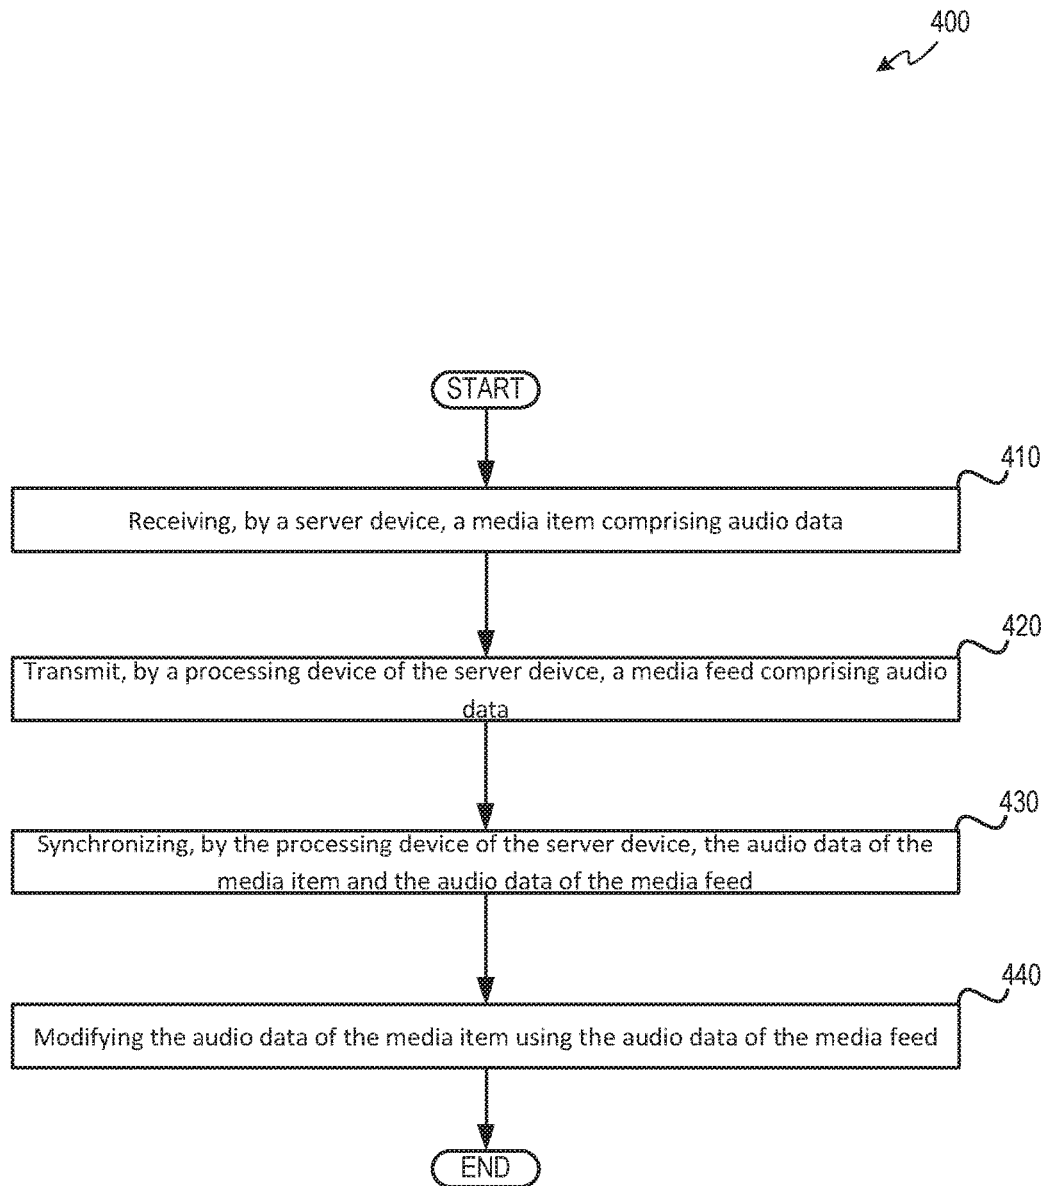 400
START
410
Receiving, by a server device, a media item comprising audio data
420
Transmit, by a processing device of the server deivce, a media feed comprising audio
data
430
Synchronizing, by the processing device of the server device, the audio data of the
media item and the audio data of the media feed
440
Modifying the audio data of the media item using the audio data of the media feed
END